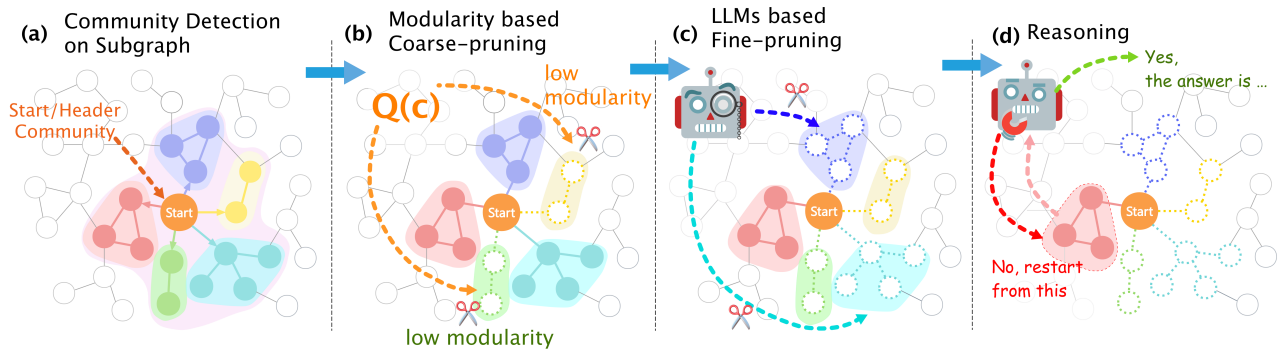 (a) Community Detection
on Subgraph
Start/Header
Community
Start
(b) Modularity based
Coarse-pruning
Q(c)
low
modularity
Start
low modularity
(c) LLMs based
Fine-pruning
Start
(d) Reasoning
Yes,
the answer is ...
Start
No, restart
from this